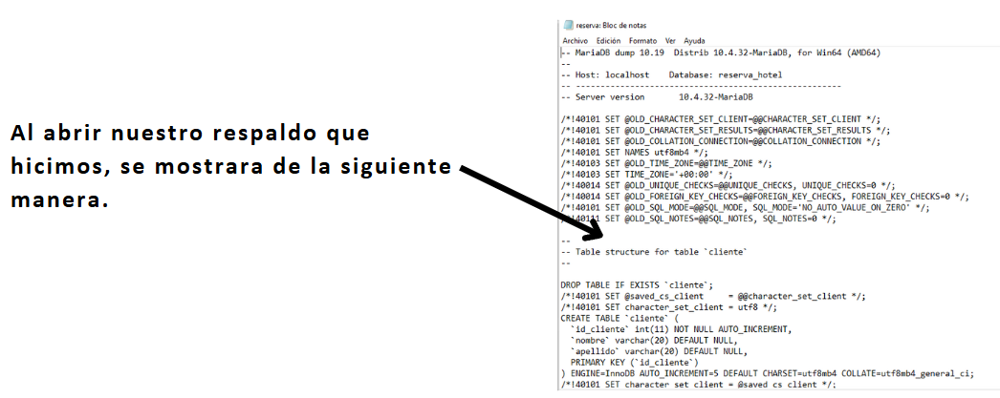 Al abrir nuestro respaldo que
hicimos, se mostrara de la siguiente
manera.
reserva: Bloc de notas
Archivo Edición Formato Ver Ayuda
-- MariaDB dump 10.19  Distrib 10.4.32-MariaDB, for Win64 (AMD64)
--
-- Host: localhost    Database: reserva_hotel
-- ------------------------------------------------------
-- Server version       10.4.32-MariaDB

/*!40101 SET @OLD_CHARACTER_SET_CLIENT=@@CHARACTER_SET_CLIENT */;
/*!40101 SET @OLD_CHARACTER_SET_RESULTS=@@CHARACTER_SET_RESULTS */;
/*!40101 SET @OLD_COLLATION_CONNECTION=@@COLLATION_CONNECTION */;
/*!40101 SET NAMES utf8mb4 */;
/*!40103 SET @OLD_TIME_ZONE=@@TIME_ZONE */;
/*!40103 SET TIME_ZONE='+00:00' */;
/*!40014 SET @OLD_UNIQUE_CHECKS=@@UNIQUE_CHECKS, UNIQUE_CHECKS=0 */;
/*!40014 SET @OLD_FOREIGN_KEY_CHECKS=@@FOREIGN_KEY_CHECKS, FOREIGN_KEY_CHECKS=0 */;
/*!40101 SET @OLD_SQL_MODE=@@SQL_MODE, SQL_MODE='NO_AUTO_VALUE_ON_ZERO' */;
/*!40111 SET @OLD_SQL_NOTES=@@SQL_NOTES, SQL_NOTES=0 */;

--
-- Table structure for table `cliente`
--

DROP TABLE IF EXISTS `cliente`;
/*!40101 SET @saved_cs_client     = @@character_set_client */;
/*!40101 SET character_set_client = utf8 */;
CREATE TABLE `cliente` (
  `id_cliente` int(11) NOT NULL AUTO_INCREMENT,
  `nombre` varchar(20) DEFAULT NULL,
  `apellido` varchar(20) DEFAULT NULL,
  PRIMARY KEY (`id_cliente`)
) ENGINE=InnoDB AUTO_INCREMENT=5 DEFAULT CHARSET=utf8mb4 COLLATE=utf8mb4_general_ci;
/*!40101 SET character_set_client = @saved_cs_client */;